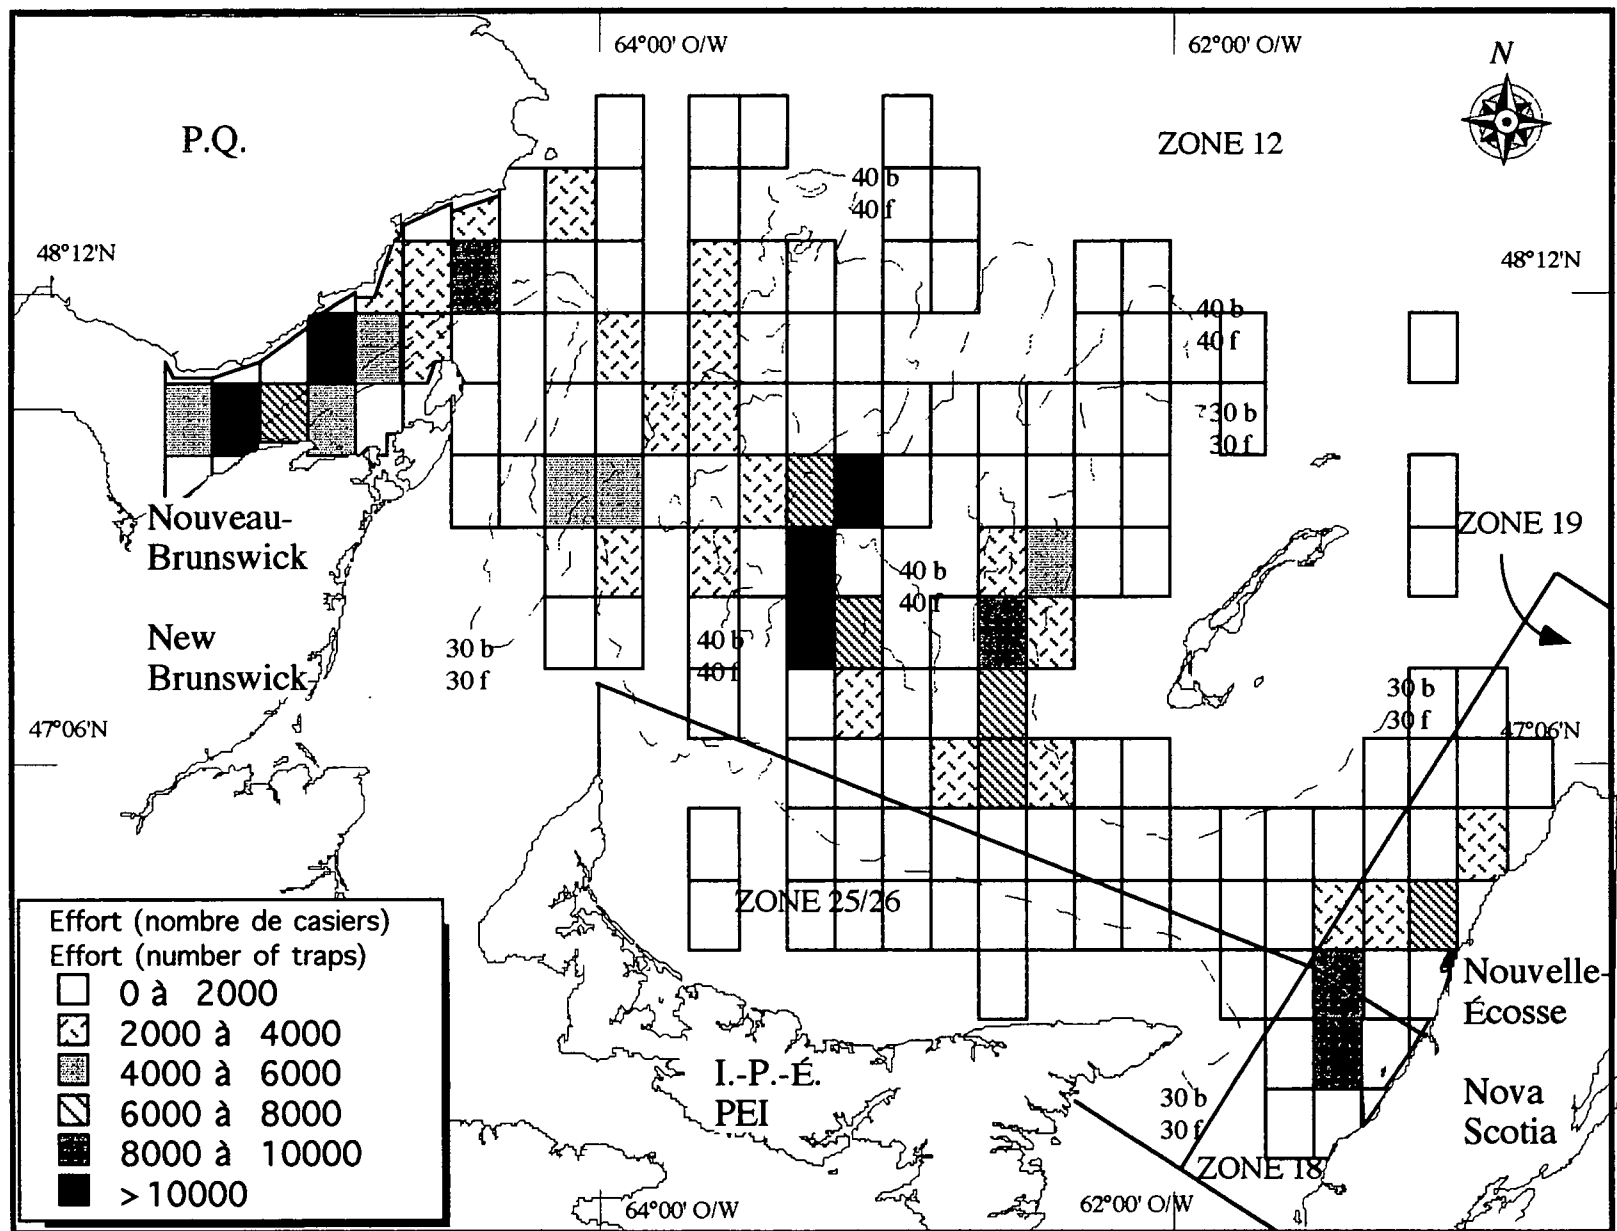 64°00' O/W
62°00' O/W
N
P.Q.
ZONE 12
40 b
40 f
48°12'N
48°12'N
40 b
40 f
30 b
30 f
Nouveau-
Brunswick
ZONE 19
40 b
40 f
New
Brunswick
30 b
30 f
40 b
40 f
30 b
30 f
47°06'N
47°06'N
ZONE 25/26
Effort (nombre de casiers)
Effort (number of traps)
0 à 2000
2000 à 4000
4000 à 6000
6000 à 8000
8000 à 10000
> 10000
Nouvelle-
Écosse
I.-P.-É.
PEI
Nova
Scotia
30 b
30 f
ZONE 18
64°00' O/W
62°00' O/W